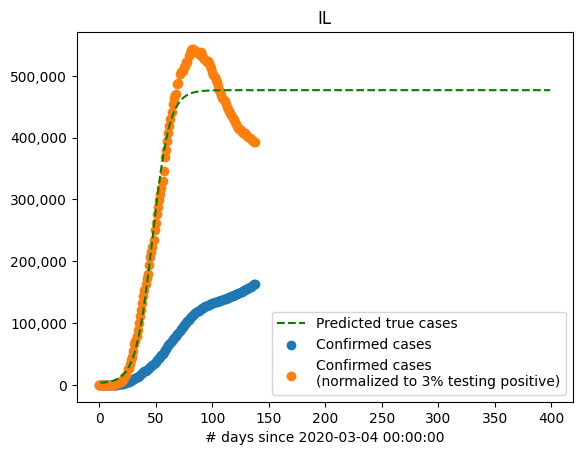 IL
500,000
400,000
300,000
200,000
100,000
0
0 50 100 150 200 250 300 350 400
# days since 2020-03-04 00:00:00
Predicted true cases
Confirmed cases
Confirmed cases
(normalized to 3% testing positive)